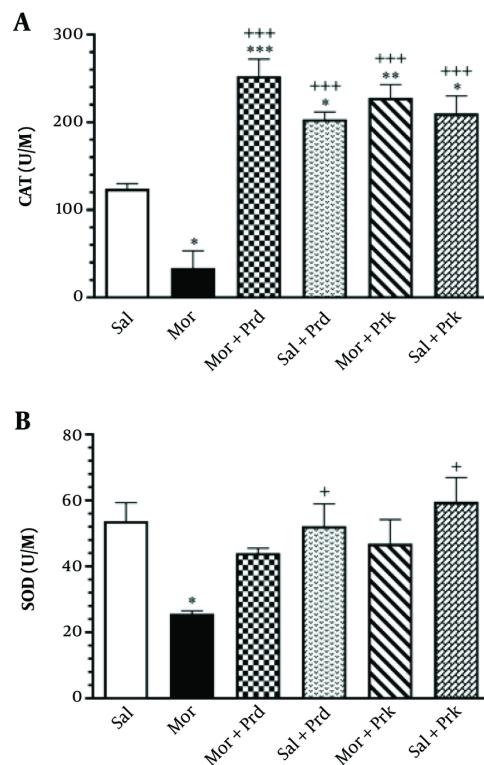 A
CAT (U/M)
300
200
100
0
*
+++
***
+++
*
+++
**
+++
*
Sal
Mor
Mor + Prd
Sal + Prd
Mor + Prk
Sal + Prk
B
SOD (U/M)
80
60
40
20
0
*
+
+
Sal
Mor
Mor + Prd
Sal + Prd
Mor + Prk
Sal + Prk